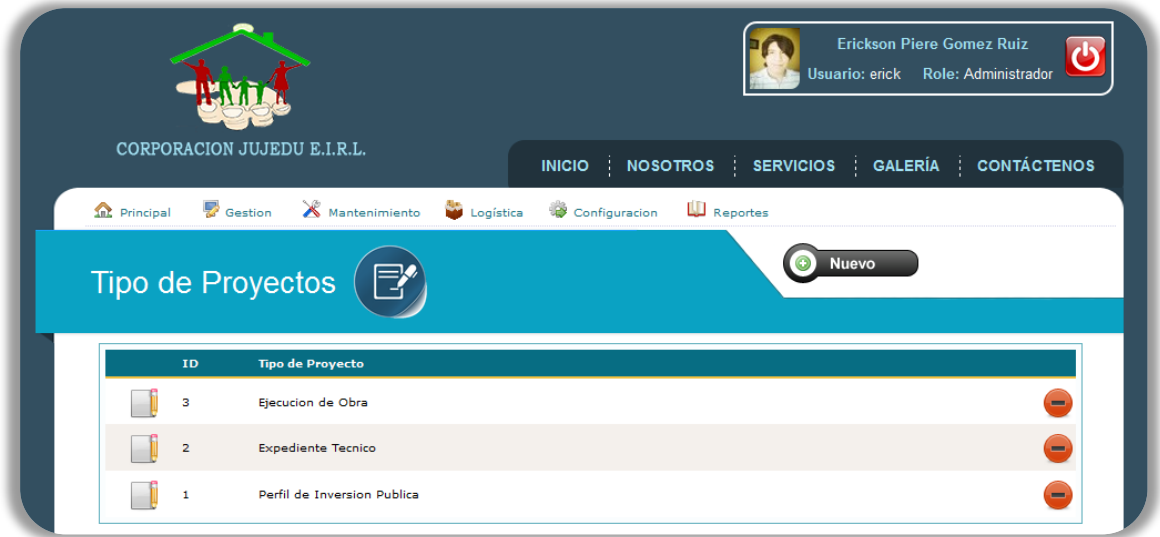 Erickson Piere Gomez Ruiz
Usuario: erick Role: Administrador
CORPORACION JUJEDU E.I.R.L.
INICIO NOSOTROS SERVICIOS GALERÍA CONTÁCTENOS
Principal Gestion Mantenimiento Logística Configuracion Reportes
Tipo de Proyectos
Nuevo
ID Tipo de Proyecto
3 Ejecucion de Obra
2 Expediente Tecnico
1 Perfil de Inversion Publica